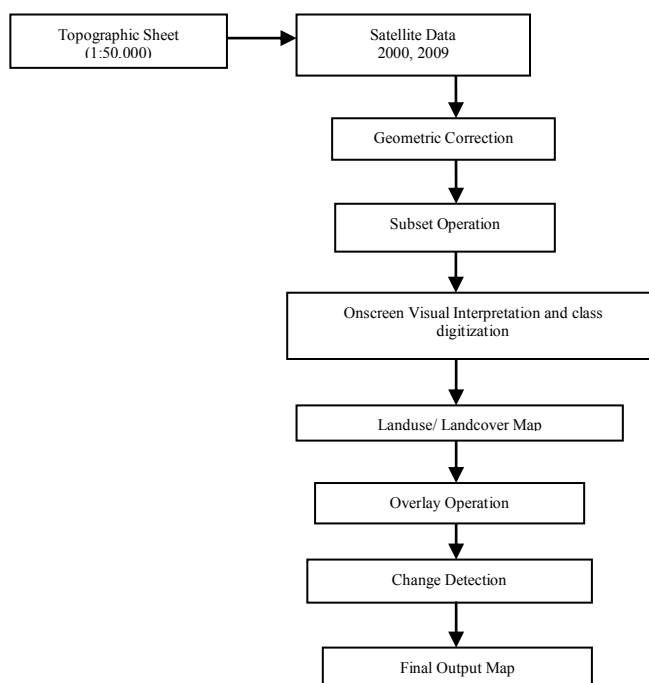 Topographic Sheet
(1:50.000)
Satellite Data
2000, 2009
Geometric Correction
Subset Operation
Onscreen Visual Interpretation and class
digitization
Landuse/ Landcover Map
Overlay Operation
Change Detection
Final Output Map